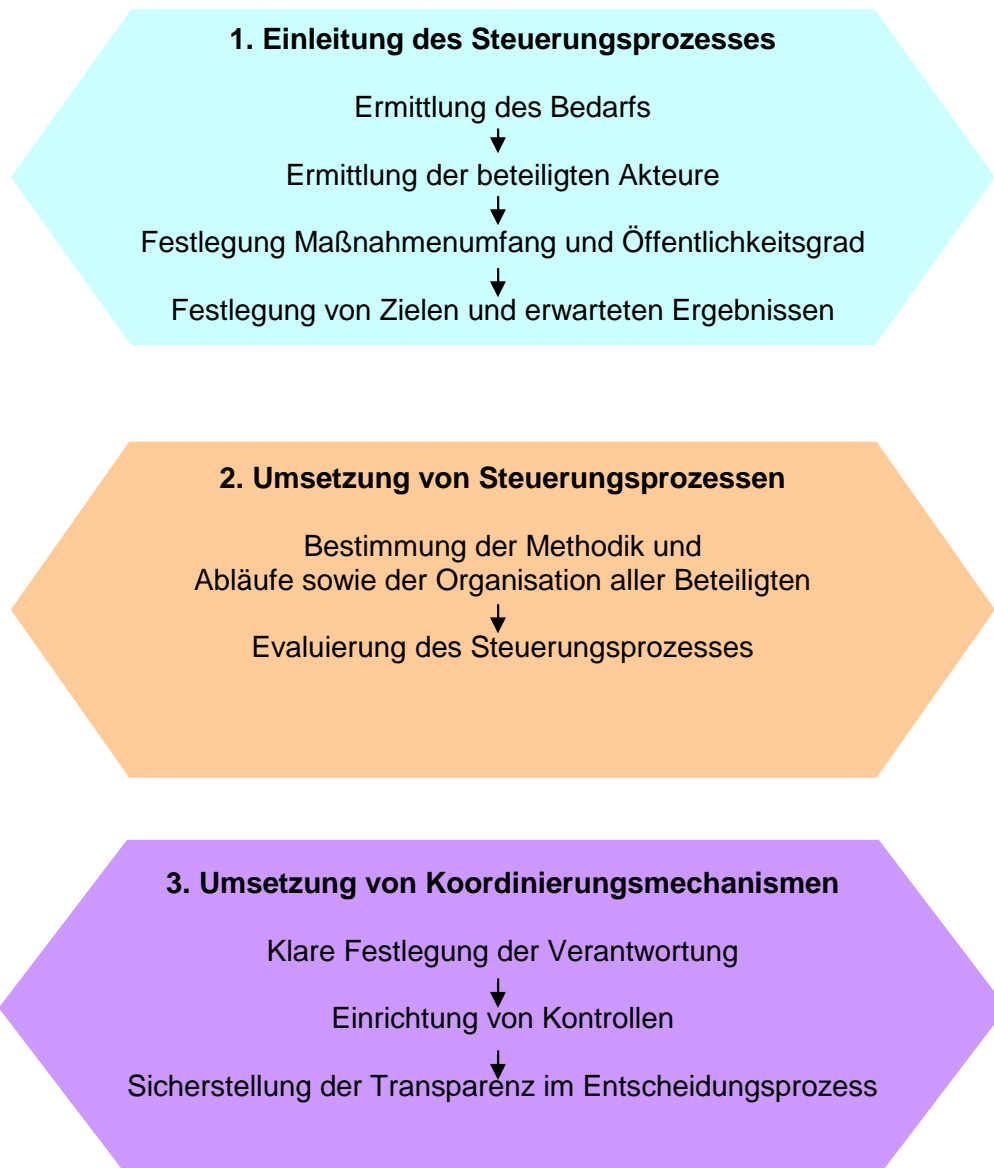 1. Einleitung des Steuerungsprozesses
Ermittlung des Bedarfs
Ermittlung der beteiligten Akteure
Festlegung Maßnahmenumfang und Öffentlichkeitsgrad
Festlegung von Zielen und erwarteten Ergebnissen
2. Umsetzung von Steuerungsprozessen
Bestimmung der Methodik und
Abläufe sowie der Organisation aller Beteiligten
Evaluierung des Steuerungsprozesses
3. Umsetzung von Koordinierungsmechanismen
Klare Festlegung der Verantwortung
Einrichtung von Kontrollen
Sicherstellung der Transparenz im Entscheidungsprozess